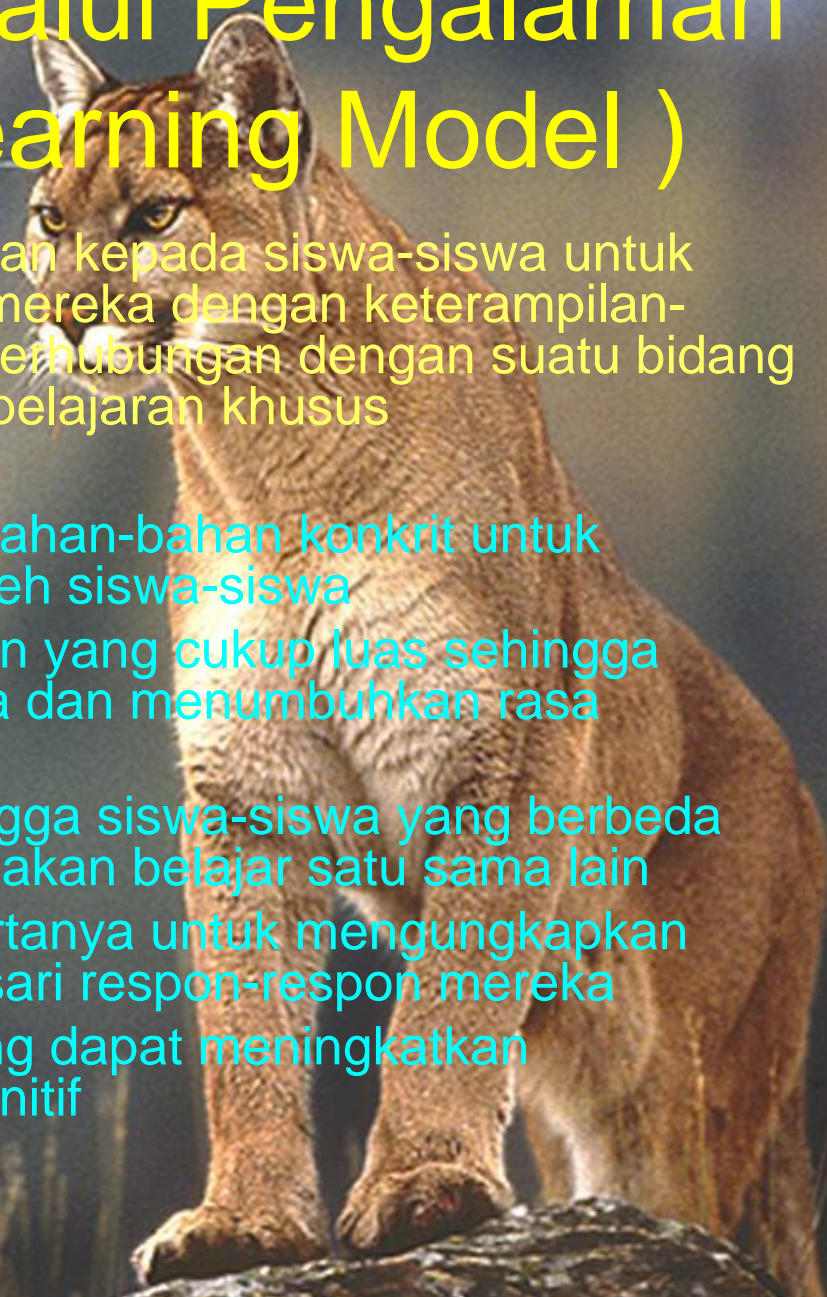 alui Pengalaman
earning Model )
an kepada siswa-siswa untuk
mereka dengan keterampilan-
erhubungan dengan suatu bidang
pelajaran khusus
ahan-bahan konkrit untuk
eh siswa-siswa
n yang cukup luas sehingga
a dan menumbuhkan rasa
gga siswa-siswa yang berbeda
akan belajar satu sama lain
rtanya untuk mengungkapkan
sari respon-respon mereka
ng dapat meningkatkan
nitif